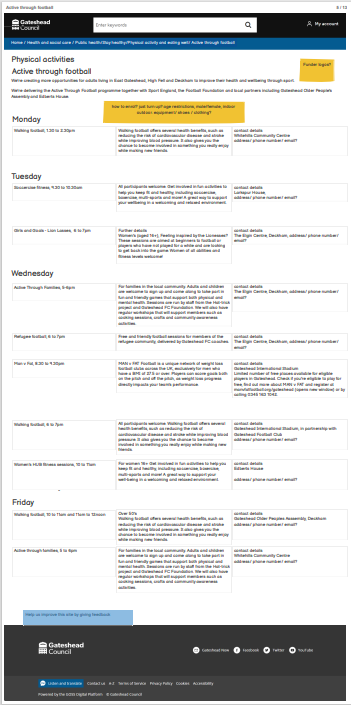 Active through football
5 / 13
Gateshead
Council
Enter keywords
My account
Home / Health and social care / Public health/Stay healthy/Physical activity and eating well/ Active through football
Physical activities
Active through football
Funder logos?
We're creating more opportunities for adults living in East Gateshead, High Fell and Deckham to improve their health and wellbeing through sport.
We're delivering the Active Through Football programme together with Sport England, the Football Foundation and local partners including Gateshead Older People's
Assembly and Edberts House.
how to enrol? just turn up? age restrictions, male/female, indoor
outdoor, equipment/ shoes / clothing?
Monday
Walking football, 1.30 to 2.30pm
Walking football offers several health benefits, such as
reducing the risk of cardiovascular disease and stroke
while improving blood pressure. It also gives you the
chance to become involved in something you really enjoy
while making new friends.
contact details
Whitehills Community Centre
address/ phone number/ email?
Tuesday
Soccercise fitness, 9.30 to 10.20am
All participants welcome: Get involved in fun activities to
help you keep fit and healthy, including soccercise,
boxercise, multi-sports and more! A great way to support
your wellbeing in a welcoming and relaxed environment.
contact details
Larkspur House,
address/ phone number/ email?
Girls and Goals - Lion Lasses, 6 to 7pm
Further details
Women's (aged 16+), Feeling inspired by the Lionesses?
These sessions are aimed at beginners to football or
players who have not played for a while and are looking
to get back into the game. Women of all abilities and
fitness levels welcome!
contact details
The Elgin Centre, Deckham, address/ phone number/
email?
Wednesday
Active Through Families, 5-6pm
For families in the local community. Adults and children
are welcome to sign up and come along to take part in
fun and friendly games that support both physical and
mental health. Sessions are run by staff from the Hat-trick
project and Gateshead FC Foundation. We will also have
regular workshops that will support members such as
cooking sessions, crafts and community-awareness
activities.
contact details
The Elgin Centre, Deckham, address/ phone number/
email?
Refugee football, 6 to 7pm
Free and friendly football sessions for members of the
refugee community, delivered by Gateshead FC coaches
contact details
The Elgin Centre, Deckham, address/ phone number/
email?
Man v Fat, 8.30 to 9.30pm
MAN v FAT Football is a unique network of weight loss
football clubs across the UK, exclusively for men who
have a BMI of 27.5 or over. Players can score goals both
on the pitch and off the pitch, as weight loss progress
directly impacts your team's performance.
contact details
Gateshead International Stadium
Limited number of free places available for eligible
players in Gateshead. Check if you're eligible to play for
free, find out more about MAN v FAT and register at
manvfatfootball.org/gateshead (opens new window) or by
calling 0345 163 1042.
Walking football, 6 to 7pm
All participants welcome: Walking football offers several
health benefits, such as reducing the risk of
cardiovascular disease and stroke while improving blood
pressure It also gives you the chance to become
involved in something you really enjoy while making new
friends.
contact details
Gateshead International Stadium, in partnership with
Gateshead Football Club
address/ phone number? email?
Women's HUB fitness sessions, 10 to 11am
For women 16+ Get involved in fun activities to help you
keep fit and healthy, including soccercise, boxercise,
multi-sports and more! A great way to support your
well-being in a welcoming and relaxed environment.
contact details
Edberts House
address/ phone number? email?
Friday
Walking football, 10 to 11am and 11am to 12noon
Over 50's
Walking football offers several health benefits, such as
reducing the risk of cardiovascular disease and stroke
while improving blood pressure. It also gives you the
chance to become involved in something you really enjoy
while making new friends.
contact details
Gateshead Older Peoples Assembly, Deckham
address/ phone number? email?
Active through families, 5 to 6pm
For families in the local community. Adults and children
are welcome to sign up and come along to take part in
fun and friendly games that support both physical and
mental health. Sessions are run by staff from the Hat-trick
project and Gateshead FC Foundation. We will also have
regular workshops that will support members such as
cooking sessions, crafts and community-awareness
activities.
contact details
Whitehills Community Centre
address/ phone number? email?
Help us improve this site by giving feedback
Gateshead
Council
Gateshead Now
Facebook
Twitter
YouTube
Listen and translate
Contact us
A-Z
Terms of Service
Privacy Policy
Cookies
Accessibility
Powered by the GOSS Digital Platform
© Gateshead Council